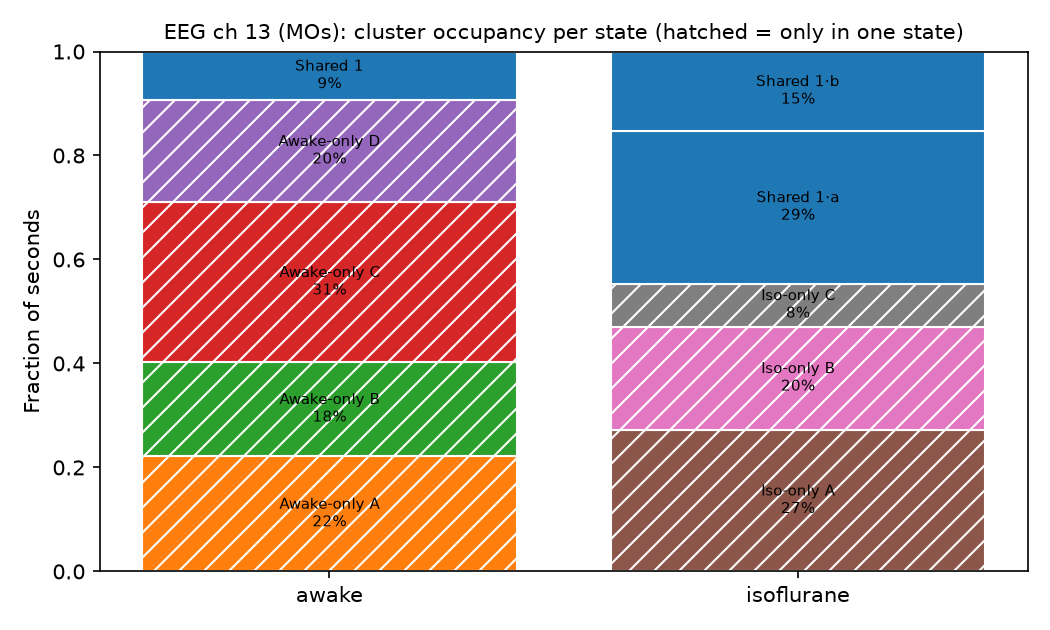 EEG ch 13 (MOs): cluster occupancy per state (hatched = only in one state)
Fraction of seconds
1.0
0.8
0.6
0.4
0.2
0.0
Shared 1
9%
Awake-only D
20%
Awake-only C
31%
Awake-only B
18%
Awake-only A
22%
Shared 1·b
15%
Shared 1·a
29%
Iso-only C
8%
Iso-only B
20%
Iso-only A
27%
awake
isoflurane